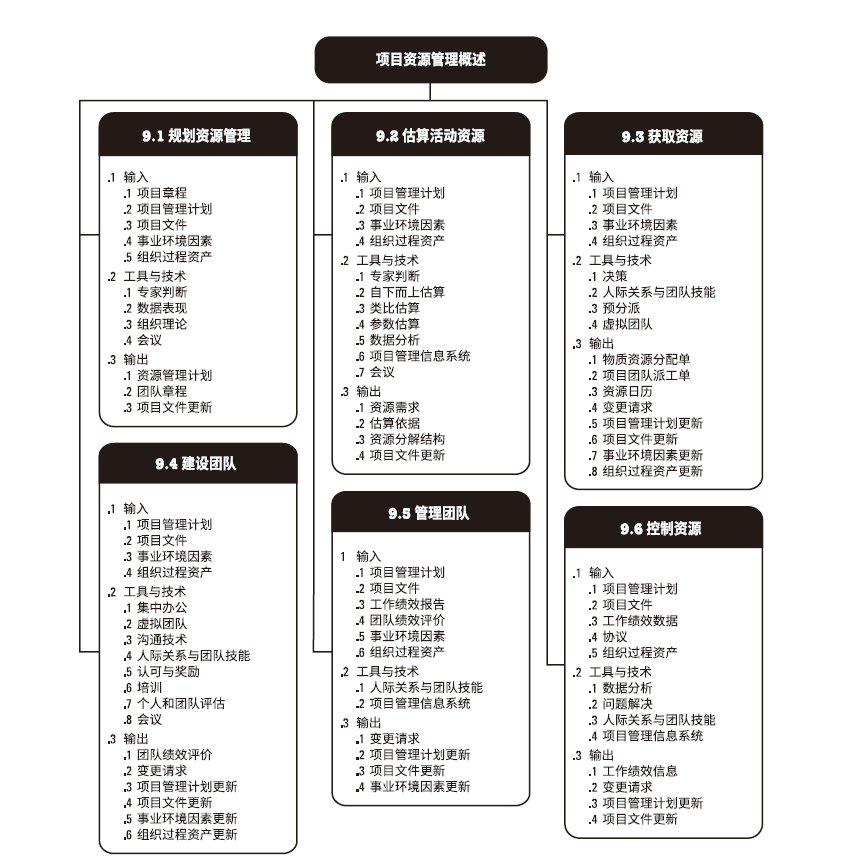 项目资源管理概述
9.1 规划资源管理
.1 输入
.1 项目章程
.2 项目管理计划
.3 项目文件
.4 事业环境因素
.5 组织过程资产
.2 工具与技术
.1 专家判断
.2 数据表现
.3 组织理论
.4 会议
.3 输出
.1 资源管理计划
.2 团队章程
.3 项目文件更新
9.2 估算活动资源
.1 输入
.1 项目管理计划
.2 项目文件
.3 事业环境因素
.4 组织过程资产
.2 工具与技术
.1 专家判断
.2 自下而上估算
.3 类比估算
.4 参数估算
.5 数据分析
.6 项目管理信息系统
.7 会议
.3 输出
.1 资源需求
.2 估算依据
.3 资源分解结构
.4 项目文件更新
9.3 获取资源
.1 输入
.1 项目管理计划
.2 项目文件
.3 事业环境因素
.4 组织过程资产
.2 工具与技术
.1 决策
.2 人际关系与团队技能
.3 预分派
.4 虚拟团队
.3 输出
.1 物质资源分配单
.2 项目团队派工单
.3 资源日历
.4 变更请求
.5 项目管理计划更新
.6 项目文件更新
.7 事业环境因素更新
.8 组织过程资产更新
9.4 建设团队
.1 输入
.1 项目管理计划
.2 项目文件
.3 事业环境因素
.4 组织过程资产
.2 工具与技术
.1 集中办公
.2 虚拟团队
.3 沟通技术
.4 人际关系与团队技能
.5 认可与奖励
.6 培训
.7 个人和团队评估
.8 会议
.3 输出
.1 团队绩效评价
.2 变更请求
.3 项目管理计划更新
.4 项目文件更新
.5 事业环境因素更新
.6 组织过程资产更新
9.5 管理团队
1 输入
.1 项目管理计划
.2 项目文件
.3 工作绩效报告
.4 团队绩效评价
.5 事业环境因素
.6 组织过程资产
.2 工具与技术
.1 人际关系与团队技能
.2 项目管理信息系统
.3 输出
.1 变更请求
.2 项目管理计划更新
.3 项目文件更新
.4 事业环境因素更新
9.6 控制资源
.1 输入
.1 项目管理计划
.2 项目文件
.3 工作绩效数据
.4 协议
.5 组织过程资产
.2 工具与技术
.1 数据分析
.2 问题解决
.3 人际关系与团队技能
.4 项目管理信息系统
.3 输出
.1 工作绩效信息
.2 变更请求
.3 项目管理计划更新
.4 项目文件更新